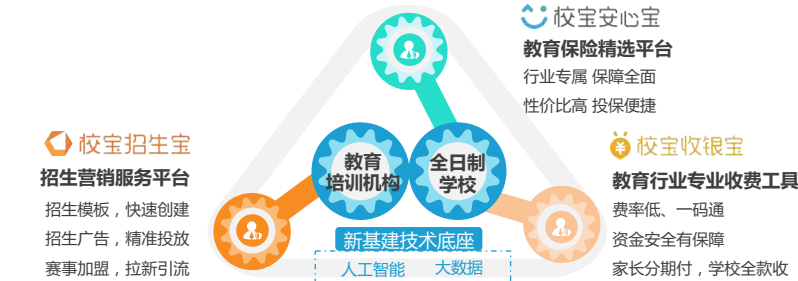 校宝安心宝
教育保险精选平台
行业专属 保障全面
性价比高 投保便捷
校宝招生宝
招生营销服务平台
招生模板，快速创建
招生广告，精准投放
赛事加盟，拉新引流
教育
培训机构
全日制
学校
新基建技术底座
人工智能
大数据
校宝收银宝
教育行业专业收费工具
费率低、一码通
资金安全有保障
家长分期付，学校全款收